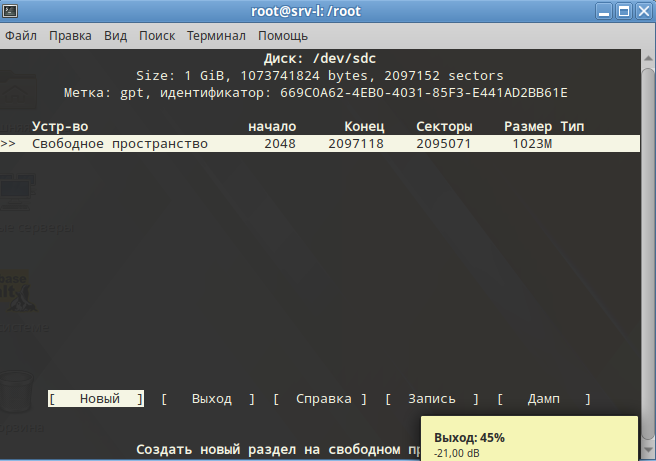 root@srv-l: /root
Файл Правка Вид Поиск Терминал Помощь
Диск: /dev/sdc
Size: 1 GiB, 1073741824 bytes, 2097152 sectors
Метка: gpt, идентификатор: 669C0A62-4EB0-4031-85F3-E441AD2BB61E
Устр-во начало Конец Секторы Размер Тип
>> Свободное пространство 2048 2097118 2095071 1023M
ые серверы
[ Новый ] [ Выход ] [ Справка ] [ Запись ] [ Дамп ]
Создать новый раздел на свободном
Выход: 45%
-21,00 dB